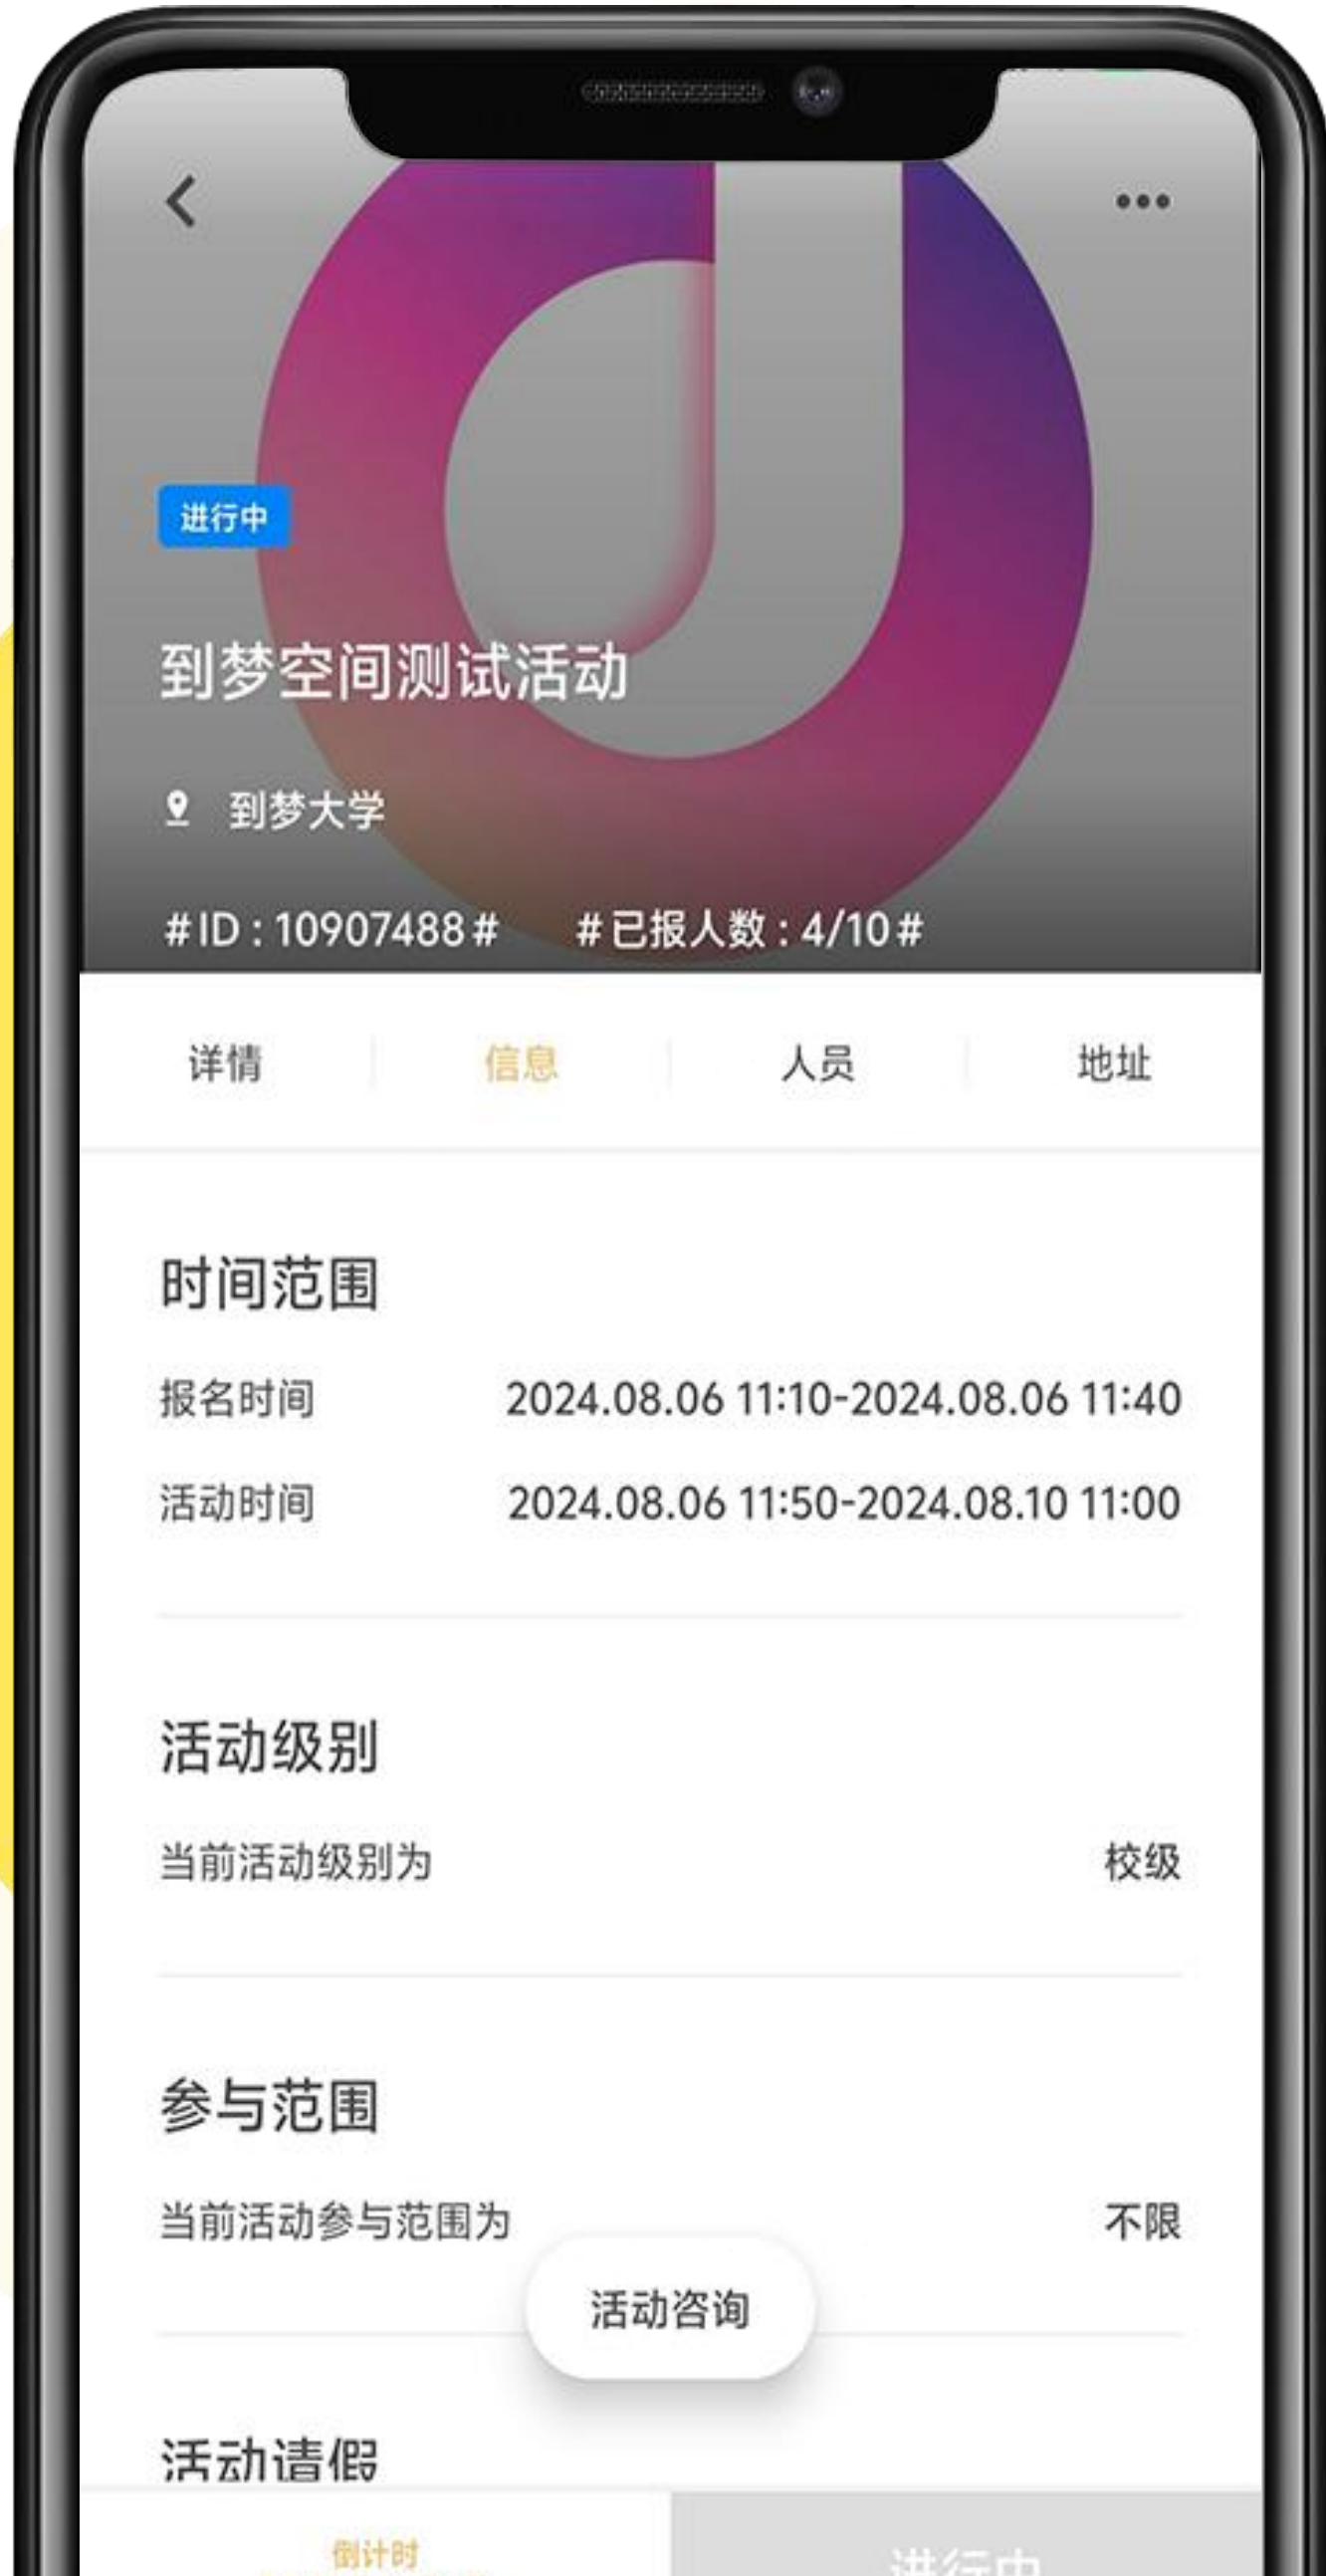 进行中
到梦空间测试活动
到梦大学
#ID : 10907488# #已报人数 : 4/10#
详情 信息 人员 地址
时间范围
报名时间 2024.08.06 11:10-2024.08.06 11:40
活动时间 2024.08.06 11:50-2024.08.10 11:00
活动级别
当前活动级别为 校级
参与范围
当前活动参与范围为 不限
活动咨询
活动请假
倒计时 进行中